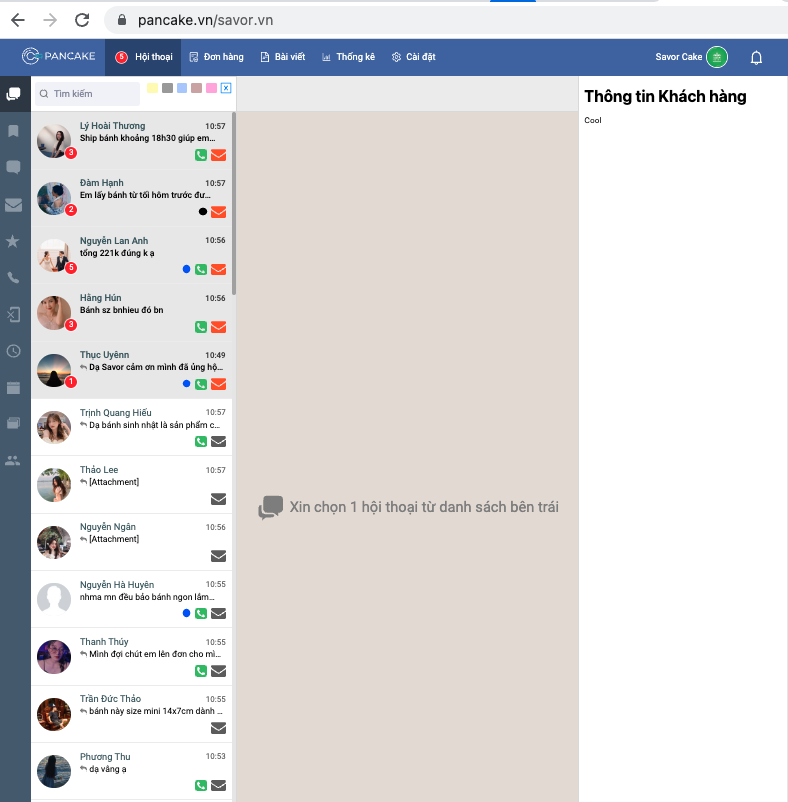 pancake.vn/savor.vn
PANCAKE
5 Hội thoại
Đơn hàng
Bài viết
Thống kê
Cài đặt
Savor Cake
Tìm kiếm
Lý Hoài Thương 10:57
Ship bánh khoảng 18h30 giúp em...
3
Đàm Hạnh 10:57
Em lấy bánh từ tối hôm trước đư...
2
Nguyễn Lan Anh 10:56
tổng 221k đúng k ạ
5
Hằng Hún 10:56
Bánh sz bnhieu đó bn
3
Thục Uyênn 10:49
Dạ Savor cảm ơn mình đã ủng hộ...
1
Trịnh Quang Hiếu 10:57
Dạ bánh sinh nhật là sản phẩm c...
Thảo Lee 10:57
[Attachment]
Nguyễn Ngân 10:56
[Attachment]
Nguyễn Hà Huyên 10:55
nhma mn đều bảo bánh ngon lắm...
Thanh Thúy 10:55
Mình đợi chút em lên đơn cho mì...
Trần Đức Thảo 10:55
bánh này size mini 14x7cm dành ...
Phương Thu 10:53
dạ vâng ạ
Xin chọn 1 hội thoại từ danh sách bên trái
Thông tin Khách hàng
Cool